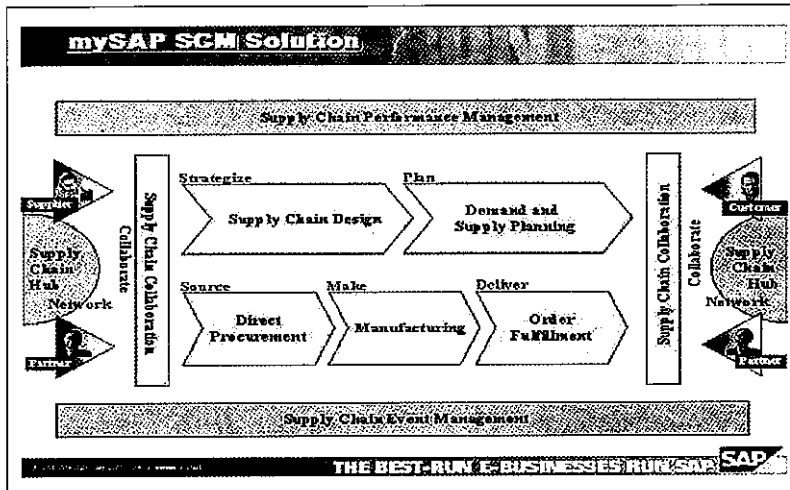 mySAP SCM Solution
Supply Chain Performance Management
Supplier
Supply
Chain
Hub
Network
Partner
Collaborate
Supply Chain Collaboration
Strategize
Supply Chain Design
Plan
Demand and
Supply Planning
Source
Direct
Procurement
Make
Manufacturing
Deliver
Order
Fulfillment
Supply Chain Collaboration
Collaborate
Customer
Supply
Chain
Hub
Network
Partner
Supply Chain Event Management
THE BEST-RUN E-BUSINESSES RUN SAP
SAP